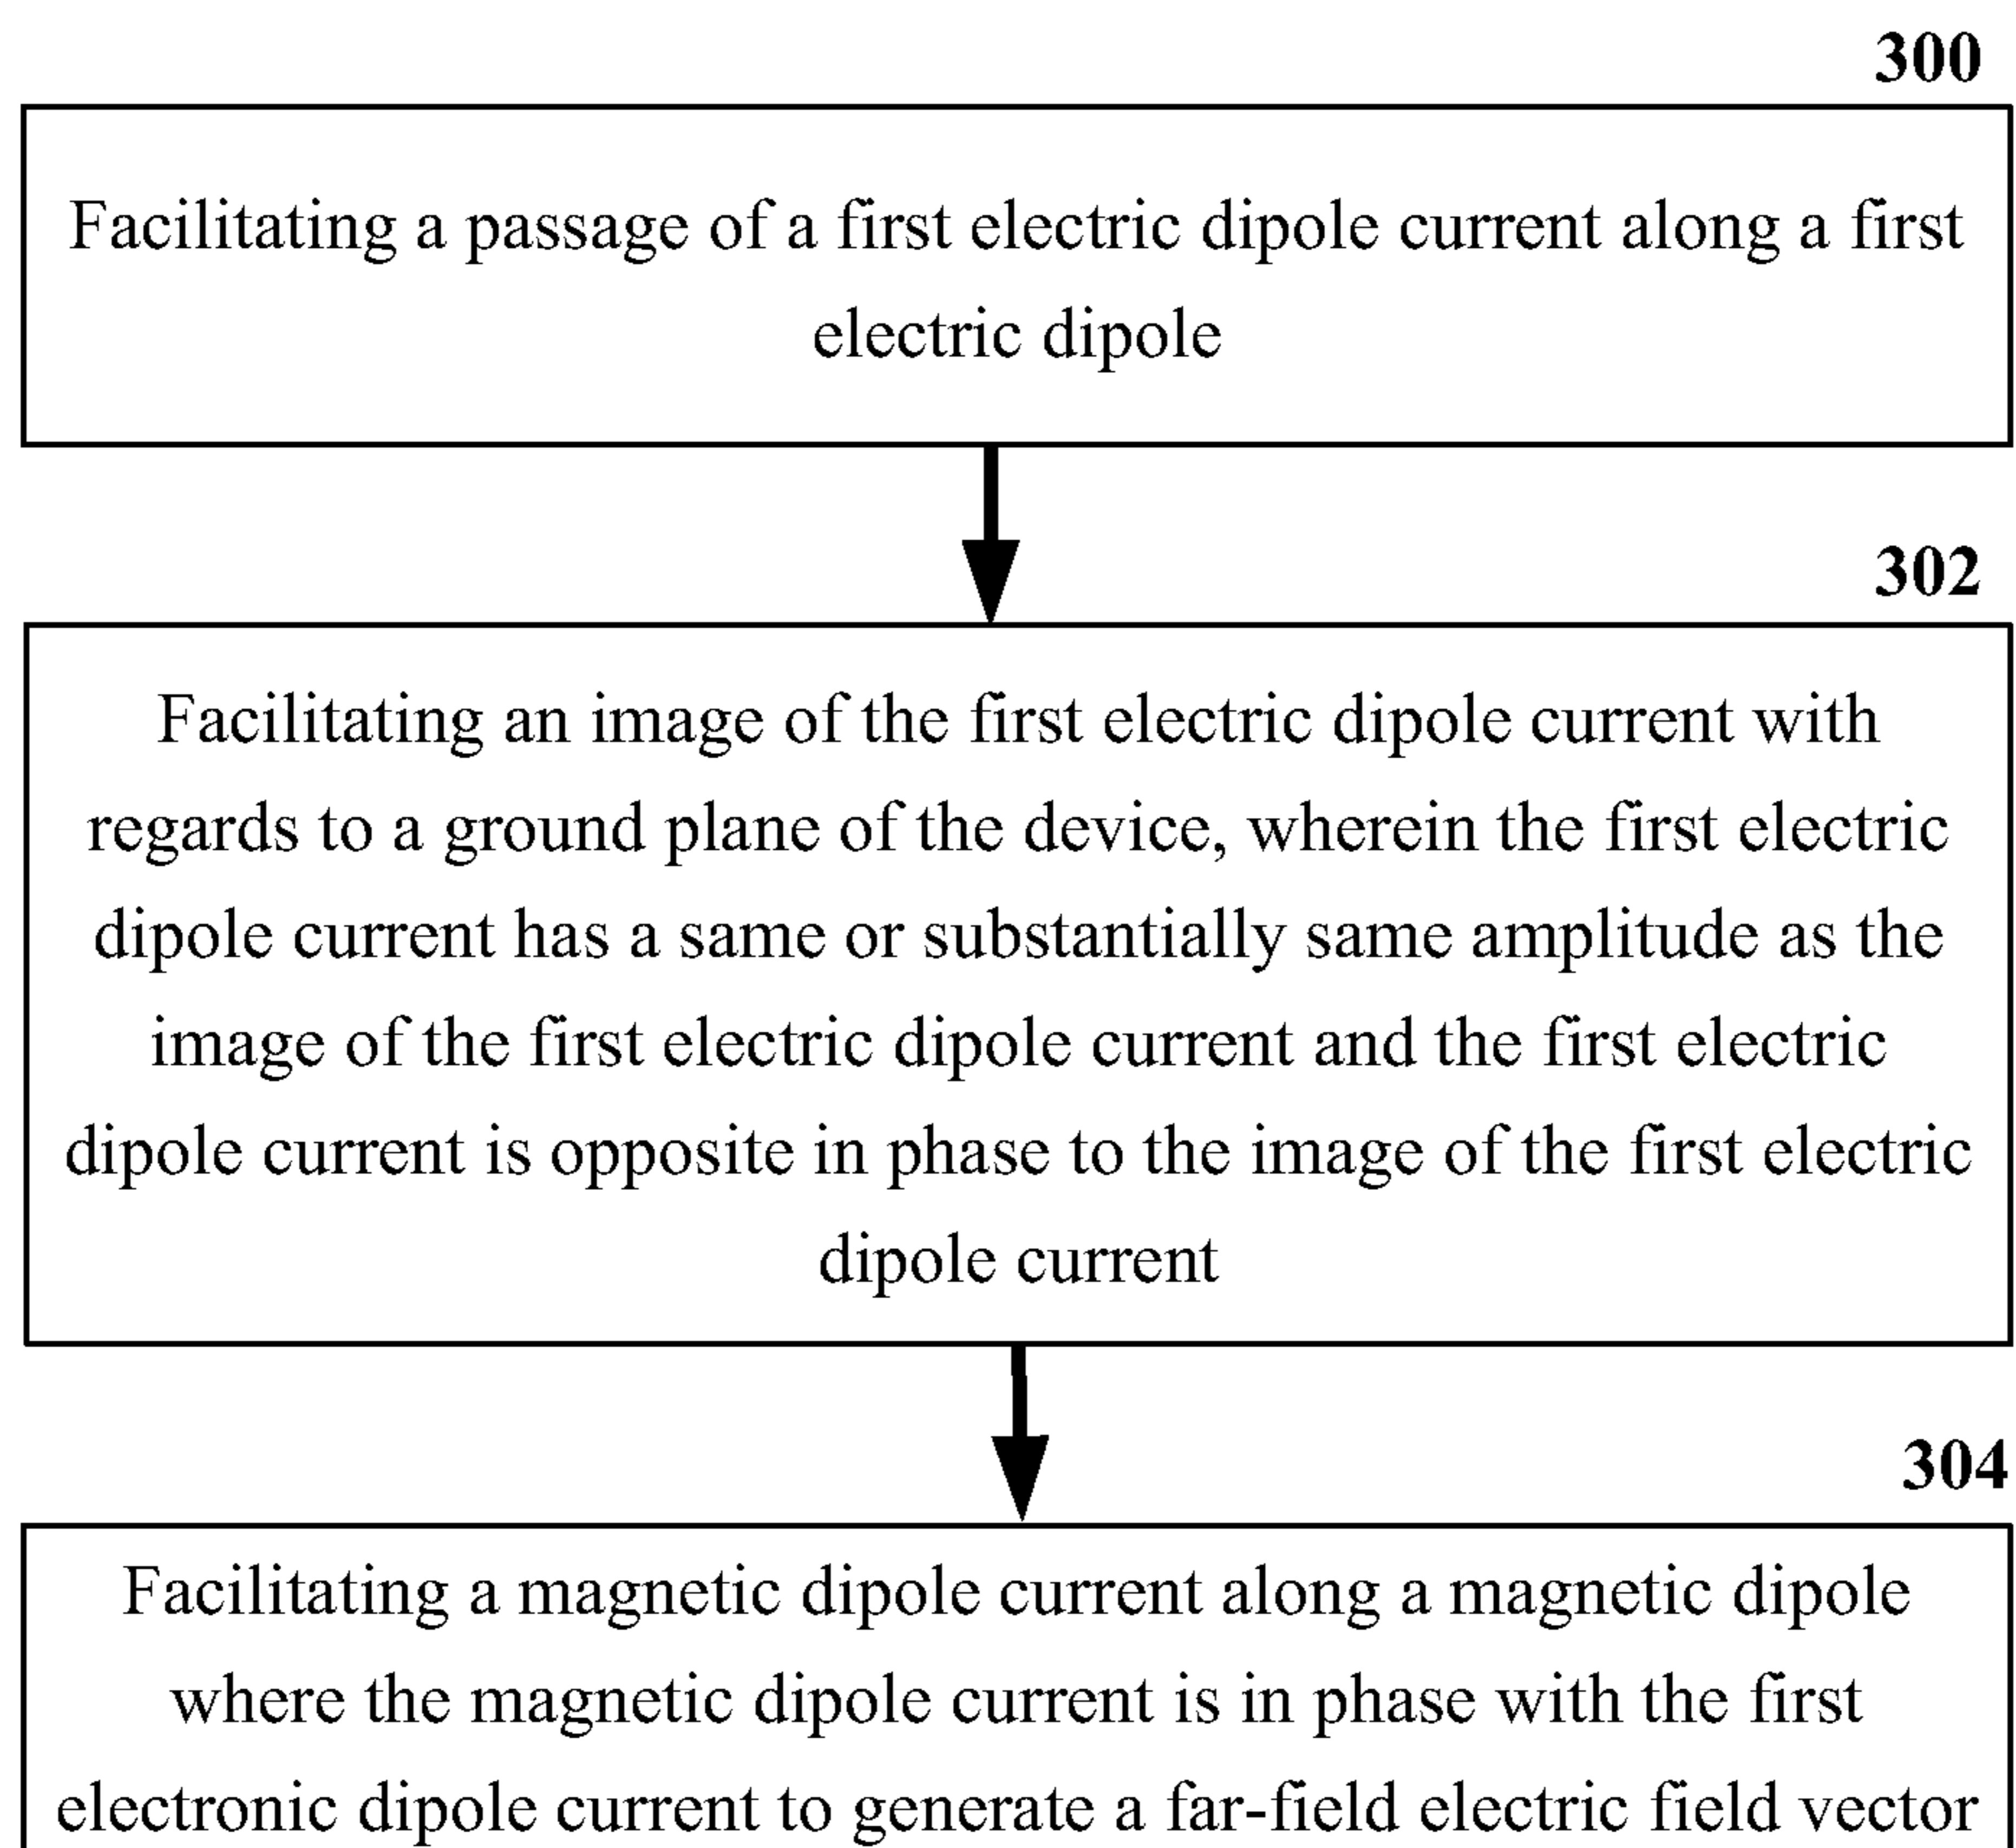 300
Facilitating a passage of a first electric dipole current along a first
electric dipole
302
Facilitating an image of the first electric dipole current with
regards to a ground plane of the device, wherein the first electric
dipole current has a same or substantially same amplitude as the
image of the first electric dipole current and the first electric
dipole current is opposite in phase to the image of the first electric
dipole current
304
Facilitating a magnetic dipole current along a magnetic dipole
where the magnetic dipole current is in phase with the first
electronic dipole current to generate a far-field electric field vector